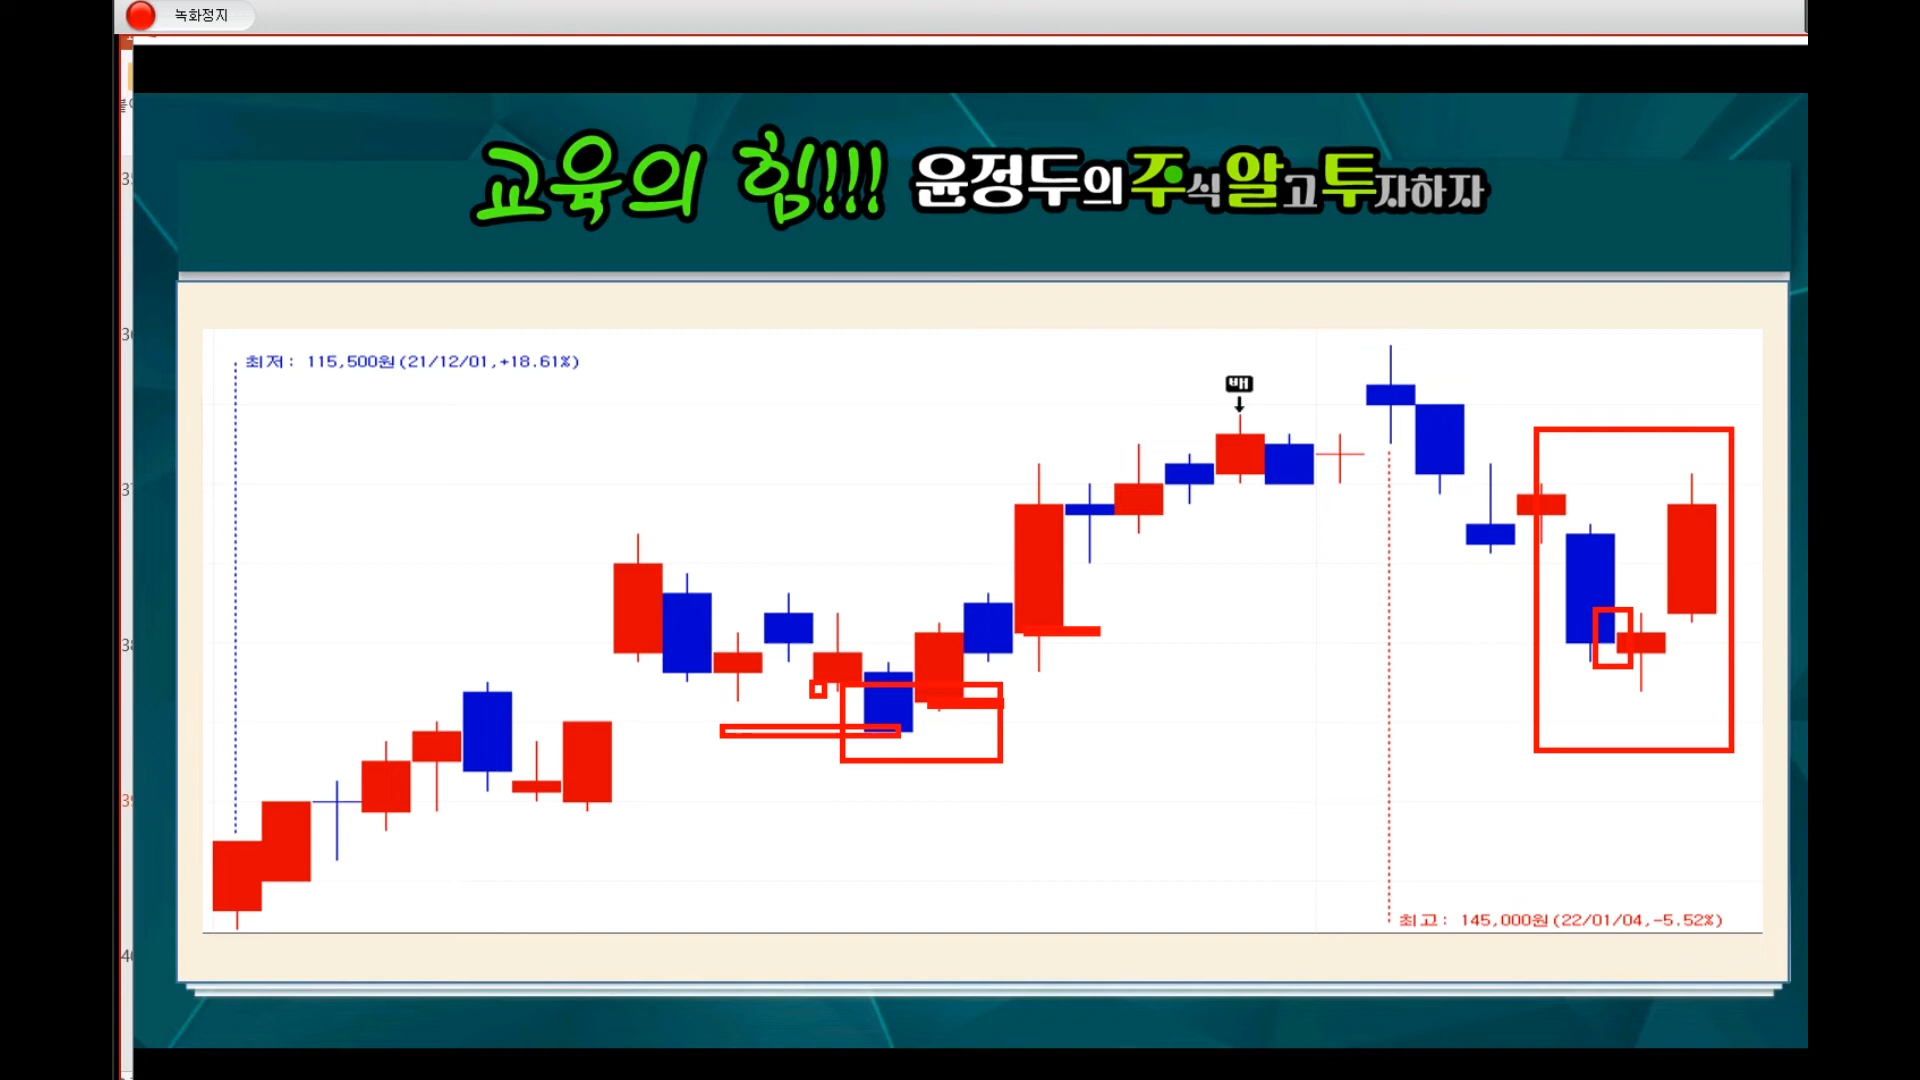 녹화정지
교육의 힘!!! 윤정두의주식알고투자하자
최저: 115,500원(21/12/01,+18.61%)
배
최고: 145,000원(22/01/04,-5.52%)